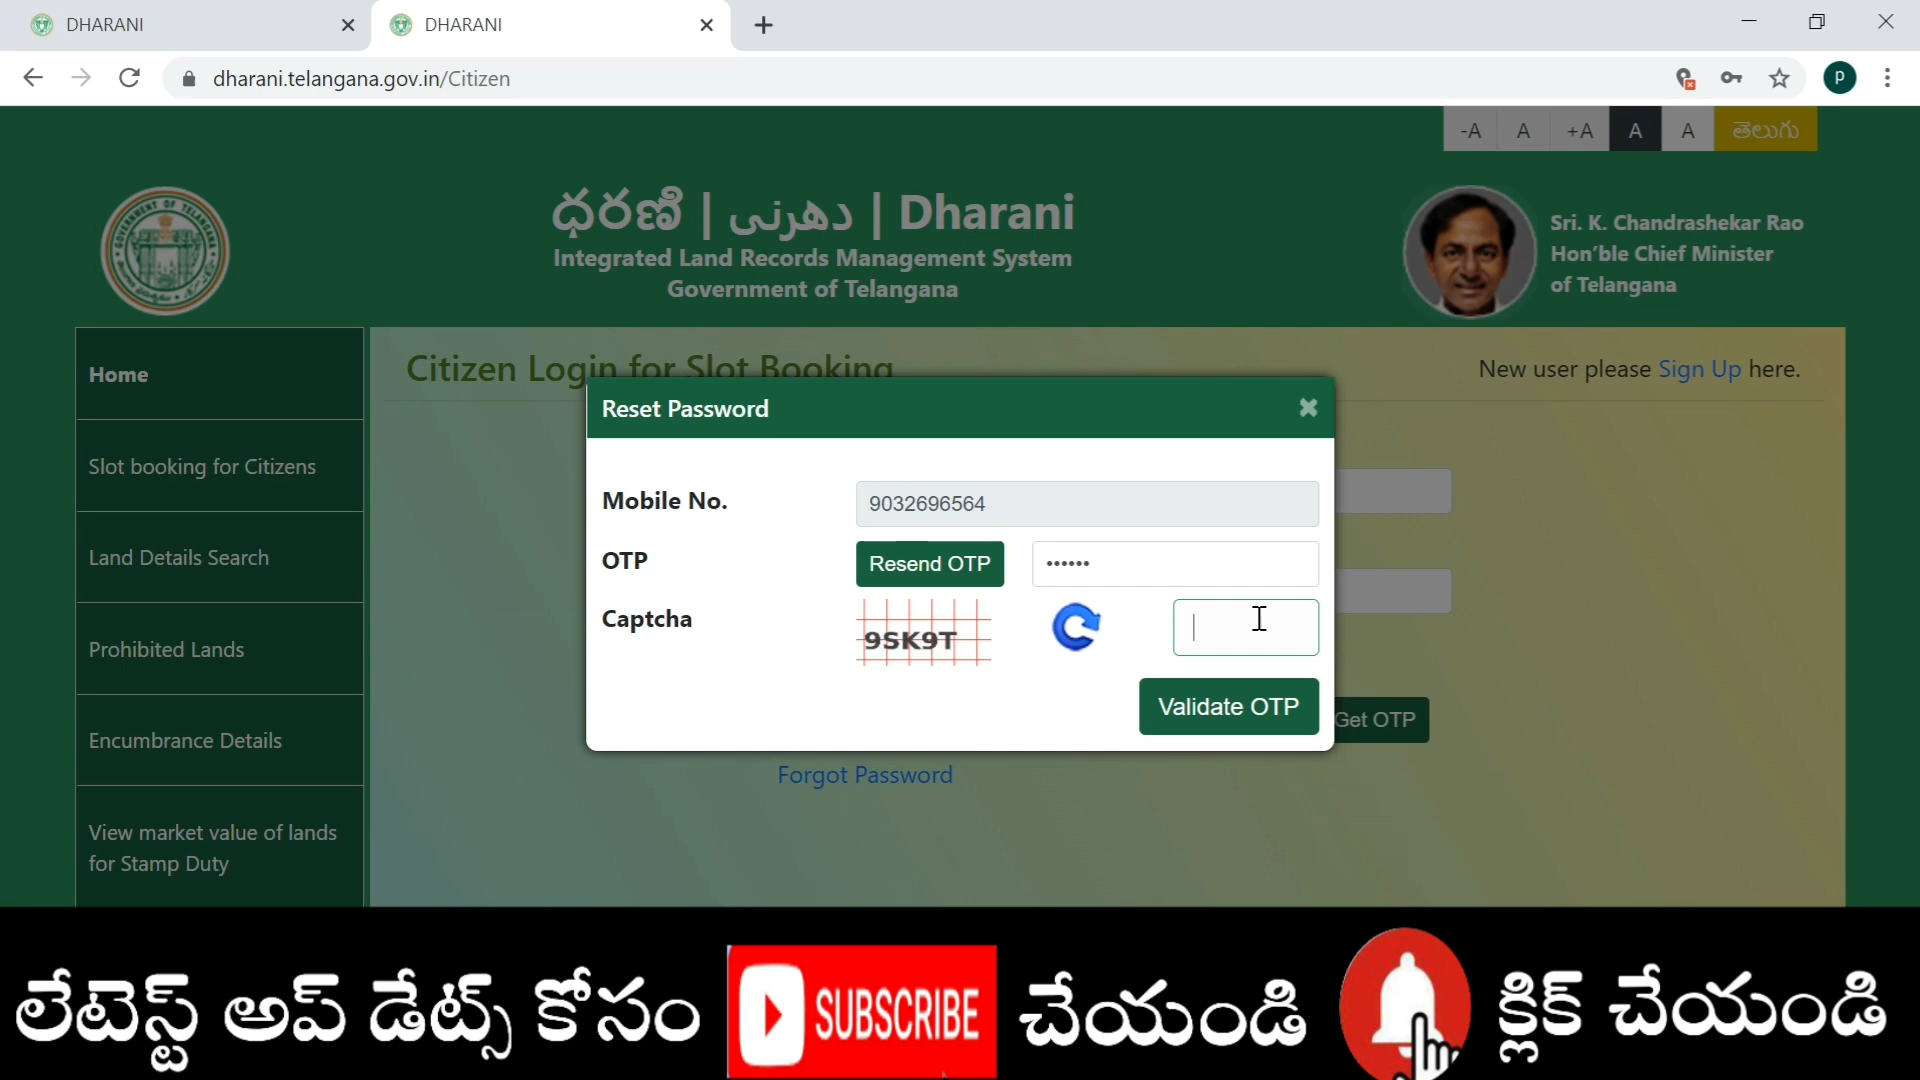 DHARANI
DHARANI
dharani.telangana.gov.in/Citizen
P
-A A +A A A తెలుగు
GOVERNMENT OF TELANGANA
ధరణి | دھرنی | Dharani
Integrated Land Records Management System
Government of Telangana
Sri. K. Chandrashekar Rao
Hon'ble Chief Minister
of Telangana
Home
Slot booking for Citizens
Land Details Search
Prohibited Lands
Encumbrance Details
View market value of lands
for Stamp Duty
Citizen Login for Slot Booking
New user please Sign Up here.
Reset Password
Mobile No.
9032696564
OTP
Resend OTP
••••••
Captcha
9SK9T
Validate OTP
Get OTP
Forgot Password
లేటెస్ట్ అప్ డేట్స్ కోసం SUBSCRIBE చేయండి క్లిక్ చేయండి